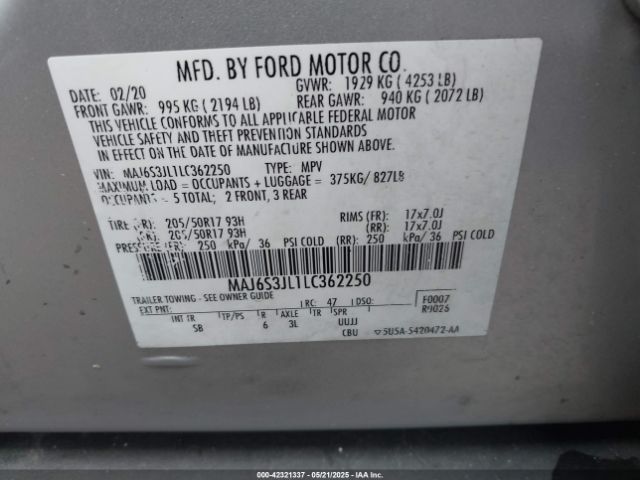 MFD. BY FORD MOTOR CO.
DATE: 02/20 GVWR: 1929 KG ( 4253 LB)
FRONT GAWR: 995 KG ( 2194 LB) REAR GAWR: 940 KG ( 2072 LB)
THIS VEHICLE CONFORMS TO ALL APPLICABLE FEDERAL MOTOR
VEHICLE SAFETY AND THEFT PREVENTION STANDARDS
IN EFFECT ON THE DATE OF MANUFACTURE SHOWN ABOVE.
VIN: MAJ6S3JL1LC362250 TYPE: MPV
MAXIMUM LOAD = OCCUPANTS + LUGGAGE = 375KG/ 827LB
OCCUPANTS = 5 TOTAL; 2 FRONT, 3 REAR
TIRE (FR): 205/50R17 93H RIMS (FR): 17x7.0J
(RR): 205/50R17 93H (RR): 17x7.0J
PRESSURE (FR): 250 kPa/ 36 PSI COLD (RR): 250 kPa/ 36 PSI COLD
MAJ6S3JL1LC362250
TRAILER TOWING - SEE OWNER GUIDE
EXT PNT: RC: 47 DSO: F0007
R0026
INT TR TP/PS R AXLE TR SPR
SB 6 3L UUJJ
CBU 5U5A-5420472-AA
000-42321337 - 05/21/2025 - IAA Inc.